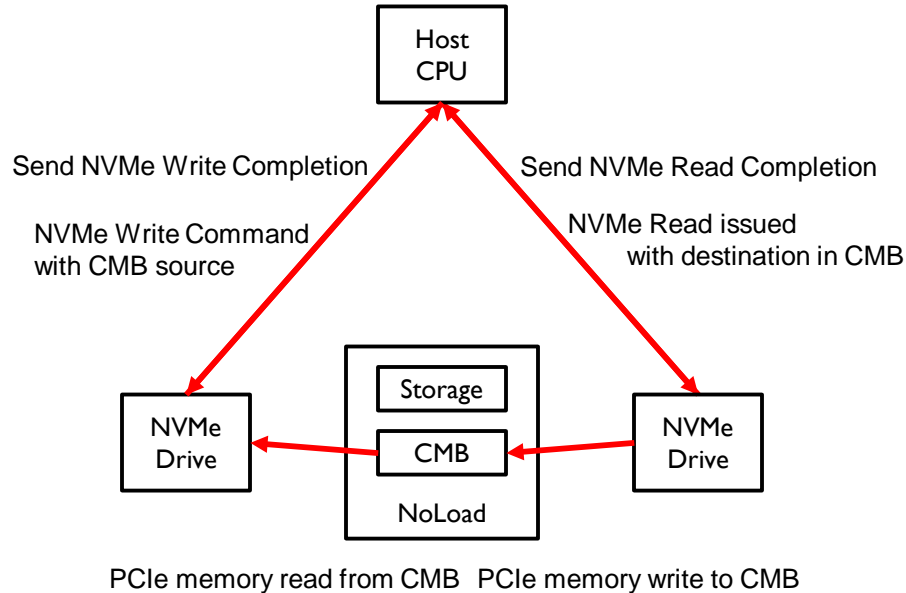 Host
CPU
Send NVMe Write Completion
Send NVMe Read Completion
NVMe Write Command
with CMB source
NVMe Read issued
with destination in CMB
Storage
NVMe
Drive
CMB
NVMe
Drive
NoLoad
PCIe memory read from CMB
PCIe memory write to CMB